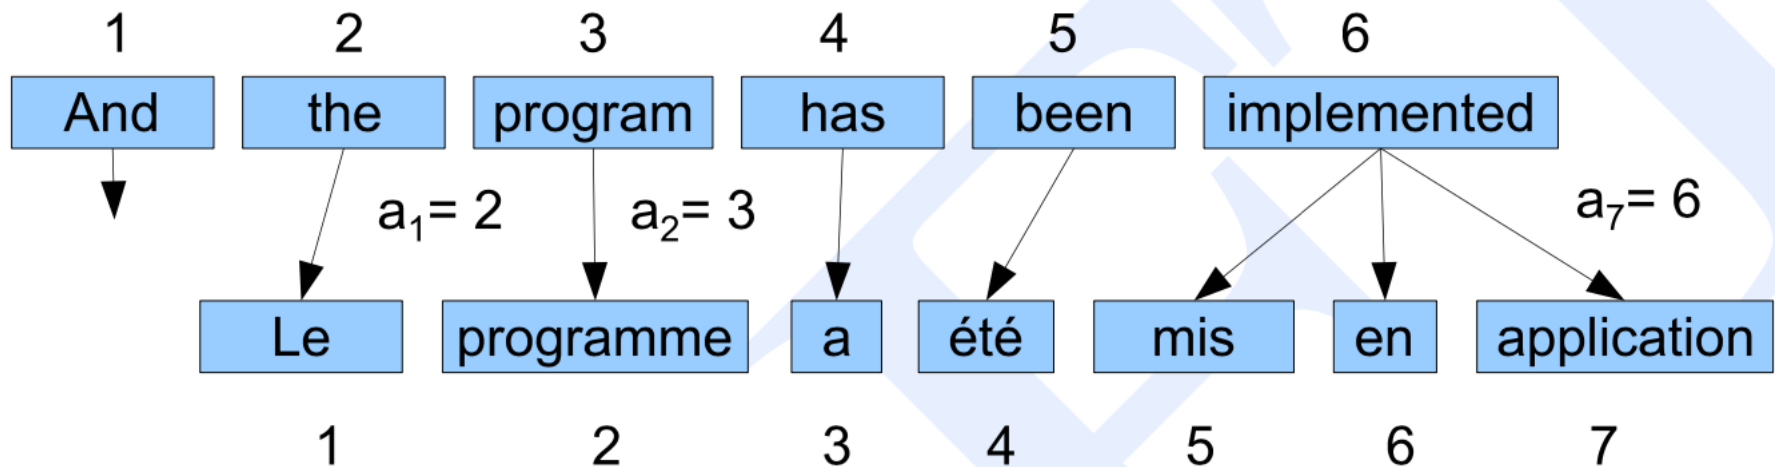 1 2 3 4 5 6
And the program has been implemented
a₁= 2 a₂= 3 a₇= 6
Le programme a été mis en application
1 2 3 4 5 6 7